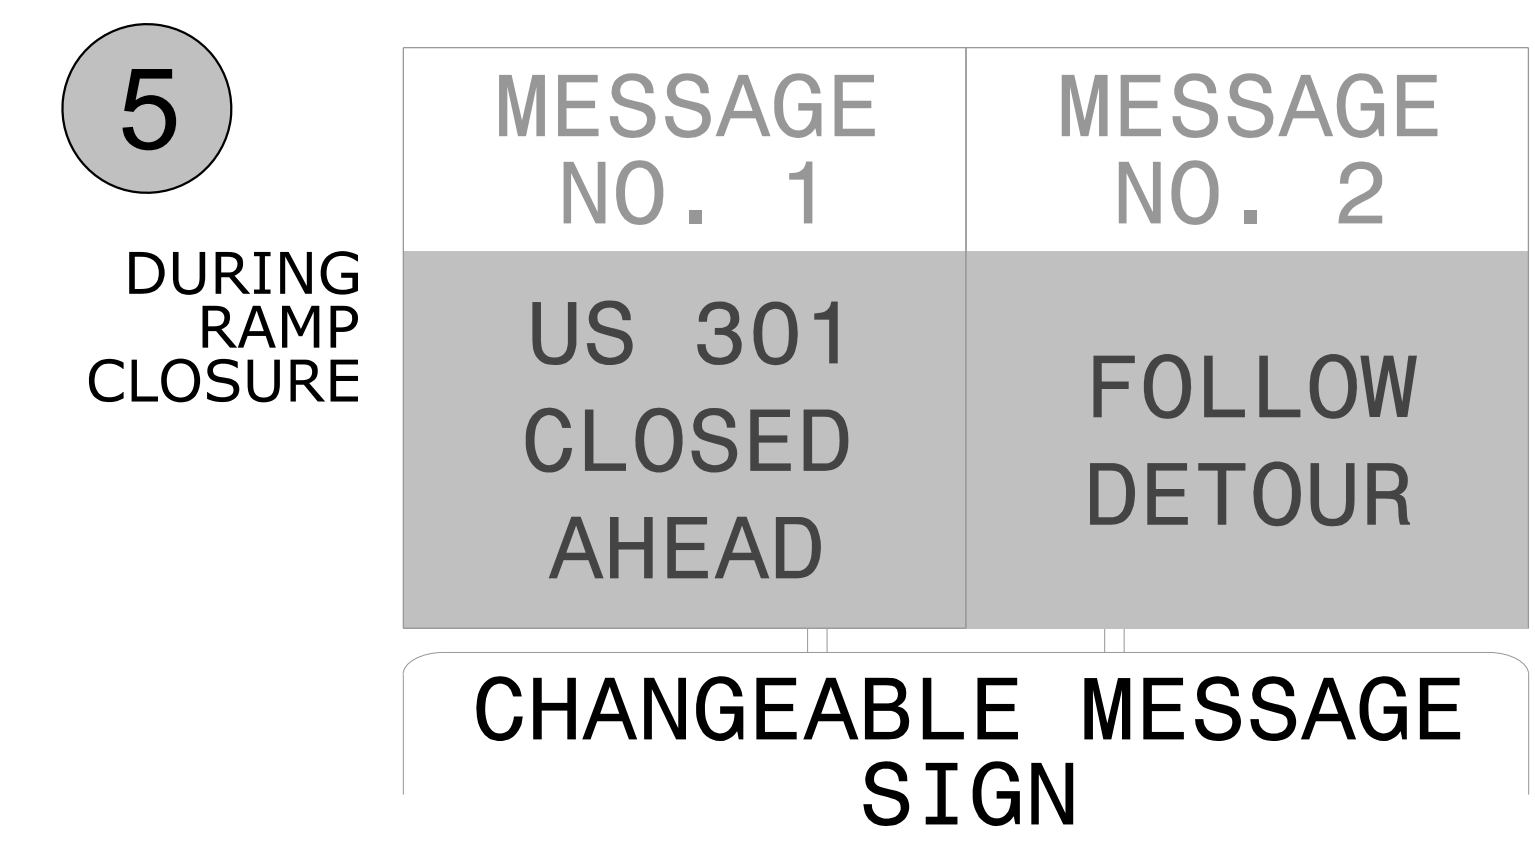 5
DURING
RAMP
CLOSURE
MESSAGE
NO. 1
US 301
CLOSED
AHEAD
MESSAGE
NO. 2
FOLLOW
DETOUR
CHANGEABLE MESSAGE
SIGN